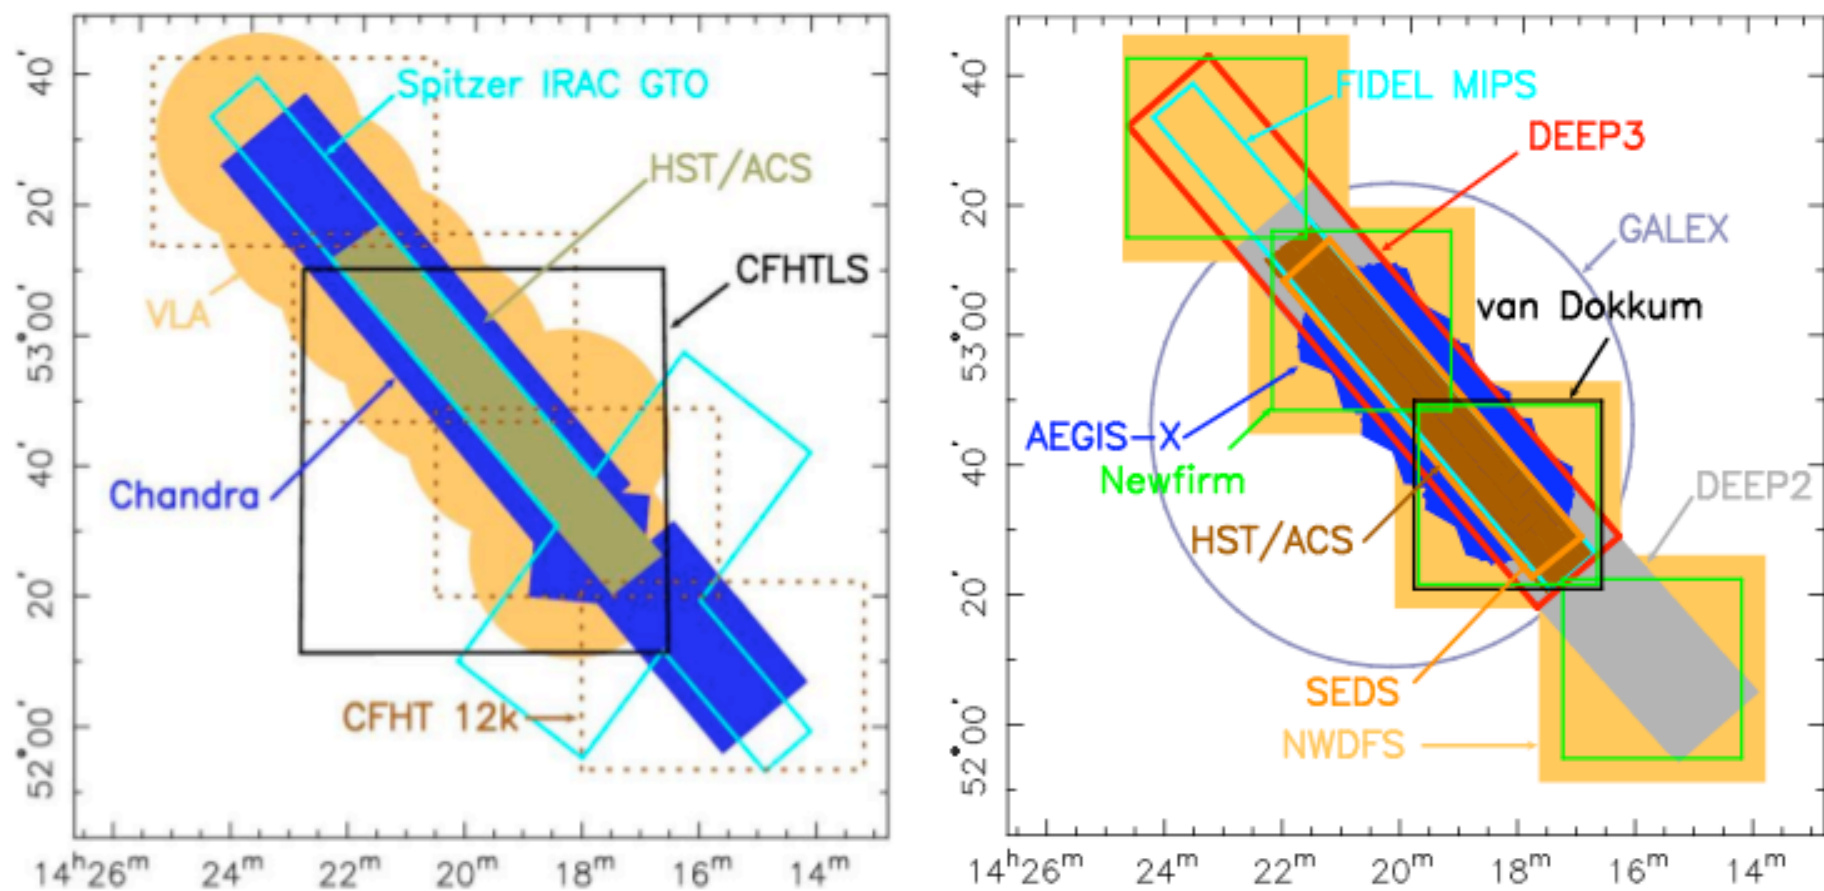 40'
20'
53°00'
40'
20'
52°00'
Spitzer IRAC GTO
HST/ACS
CFHTLS
VLA
Chandra
CFHT 12k
14ʰ26ᵐ 24ᵐ 22ᵐ 20ᵐ 18ᵐ 16ᵐ 14ᵐ
40'
20'
53°00'
40'
20'
52°00'
FIDEL MIPS
DEEP3
GALEX
van Dokkum
AEGIS-X
Newfirm
DEEP2
HST/ACS
SEDS
NWDFS
14ʰ26ᵐ 24ᵐ 22ᵐ 20ᵐ 18ᵐ 16ᵐ 14ᵐ